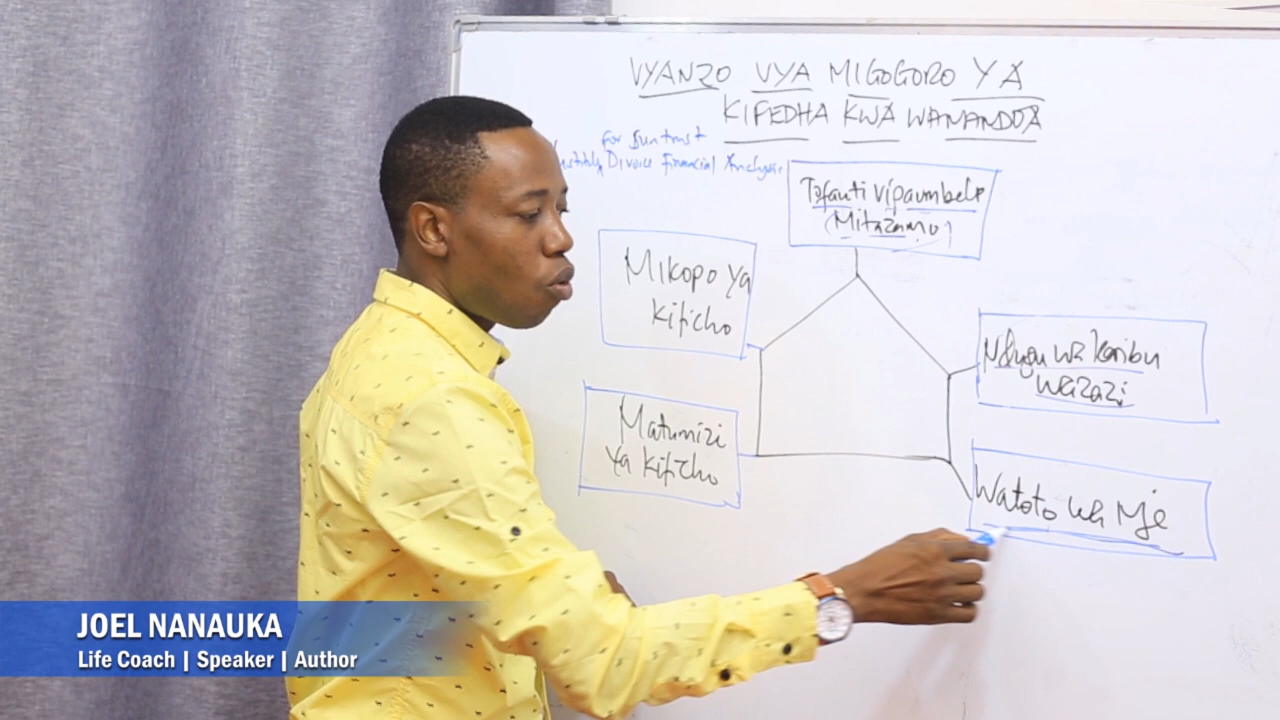 VYANZO VYA MIGOGORO YA
KIFEDHA KWA WANANDOA
For Suntrust
Divorce Financial Analysis
Tofauti Vipaumbele
(Mitazamo)
Mikopo ya
kificho
Ndugu wa karibu
wazazi
Matumizi
ya kificho
Watoto wa Nje
JOEL NANAUKA
Life Coach | Speaker | Author